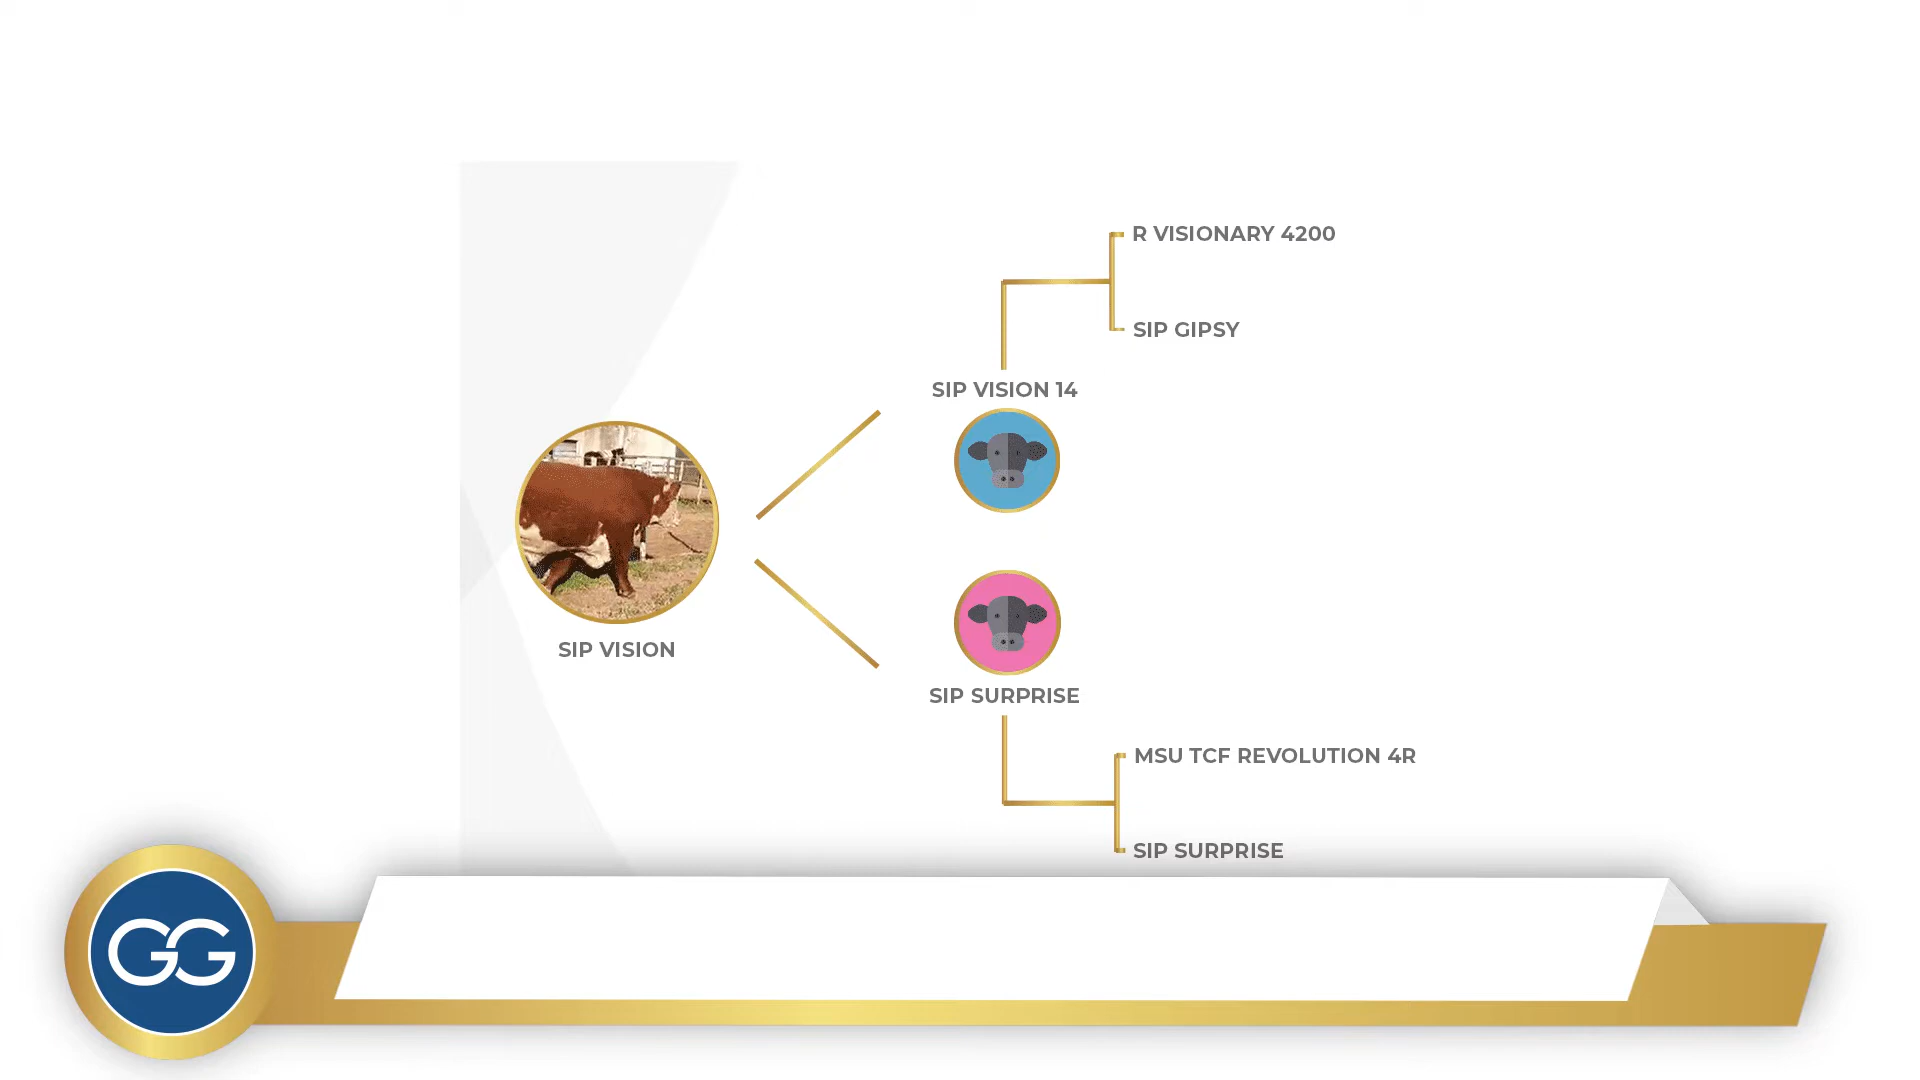 R VISIONARY 4200
SIP GIPSY
SIP VISION 14
SIP VISION
SIP SURPRISE
MSU TCF REVOLUTION 4R
SIP SURPRISE
GG